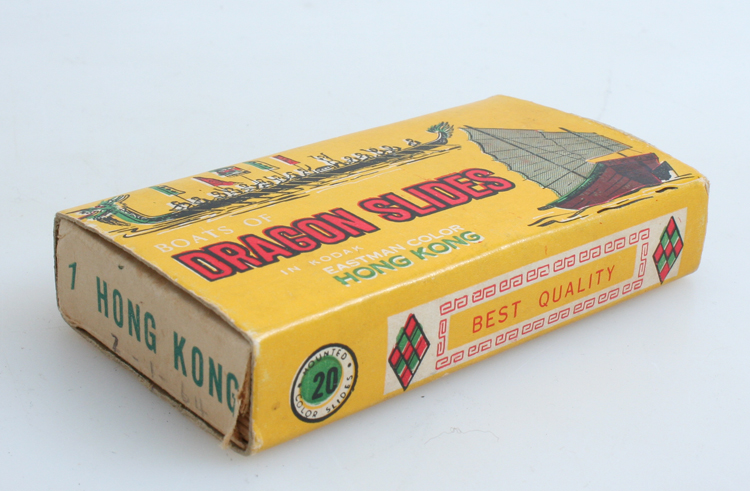 BOATS OF
DRAGON SLIDES
IN KODAK
EASTMAN COLOR
HONG KONG
1 HONG KONG
BEST QUALITY
MOUNTED
20
COLOR SLIDES